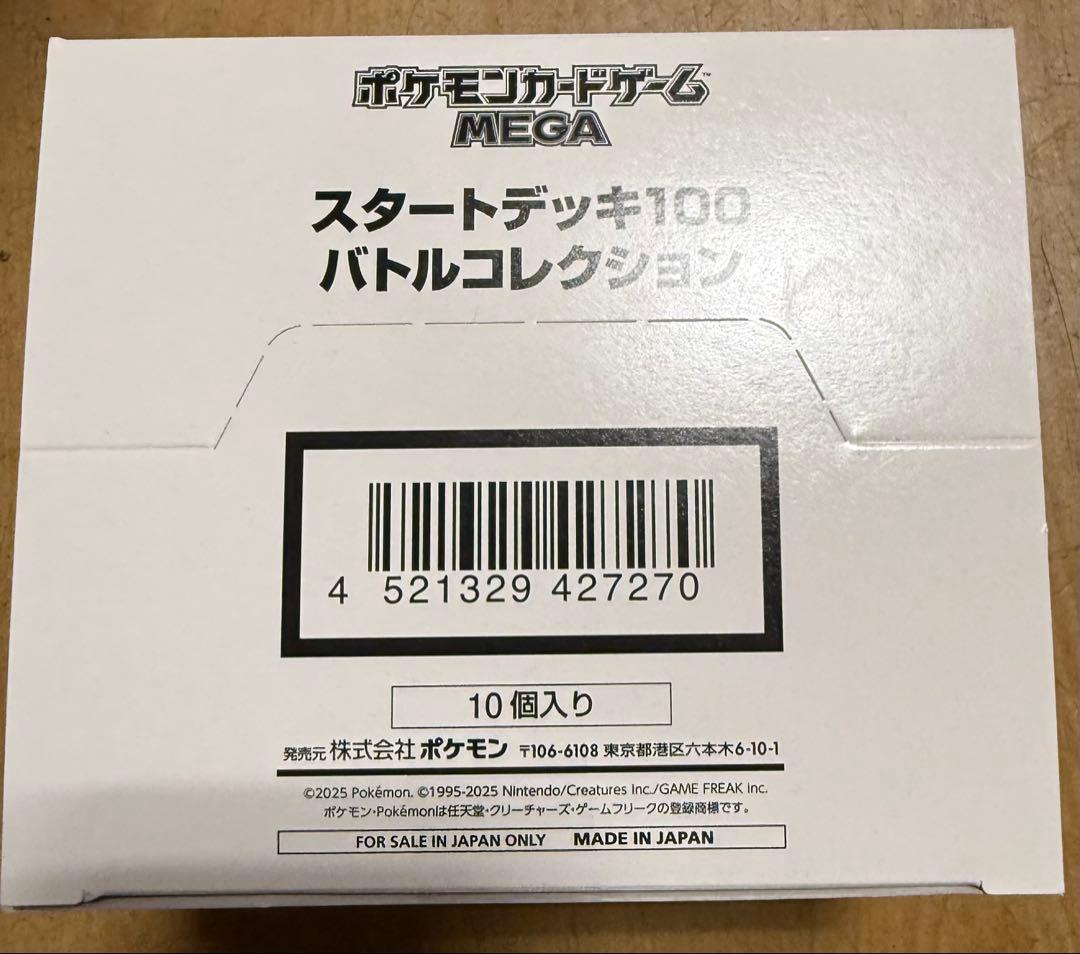 ポケモンカードゲーム™
MEGA
スタートデッキ100
バトルコレクション
4 521329 427270
10個入り
発売元 株式会社 ポケモン 〒106-6108 東京都港区六本木6-10-1
©2025 Pokémon. ©1995-2025 Nintendo/Creatures Inc./GAME FREAK inc.
ポケモン・Pokémonは任天堂・クリーチャーズ・ゲームフリークの登録商標です。
FOR SALE IN JAPAN ONLY MADE IN JAPAN